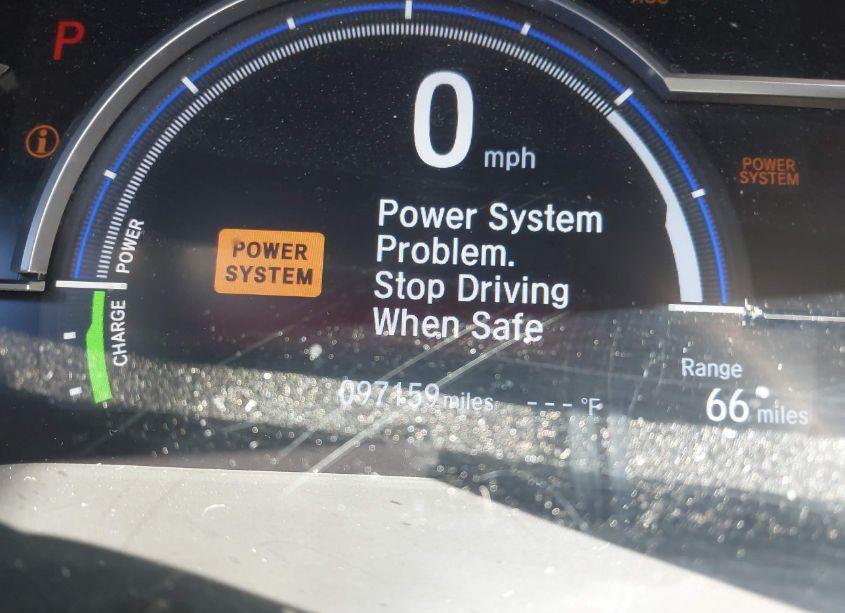 P
0 mph
POWER
SYSTEM
POWER
CHARGE
POWER
SYSTEM
Power System
Problem.
Stop Driving
When Safe
Range
66 miles
097159 miles
--- °F